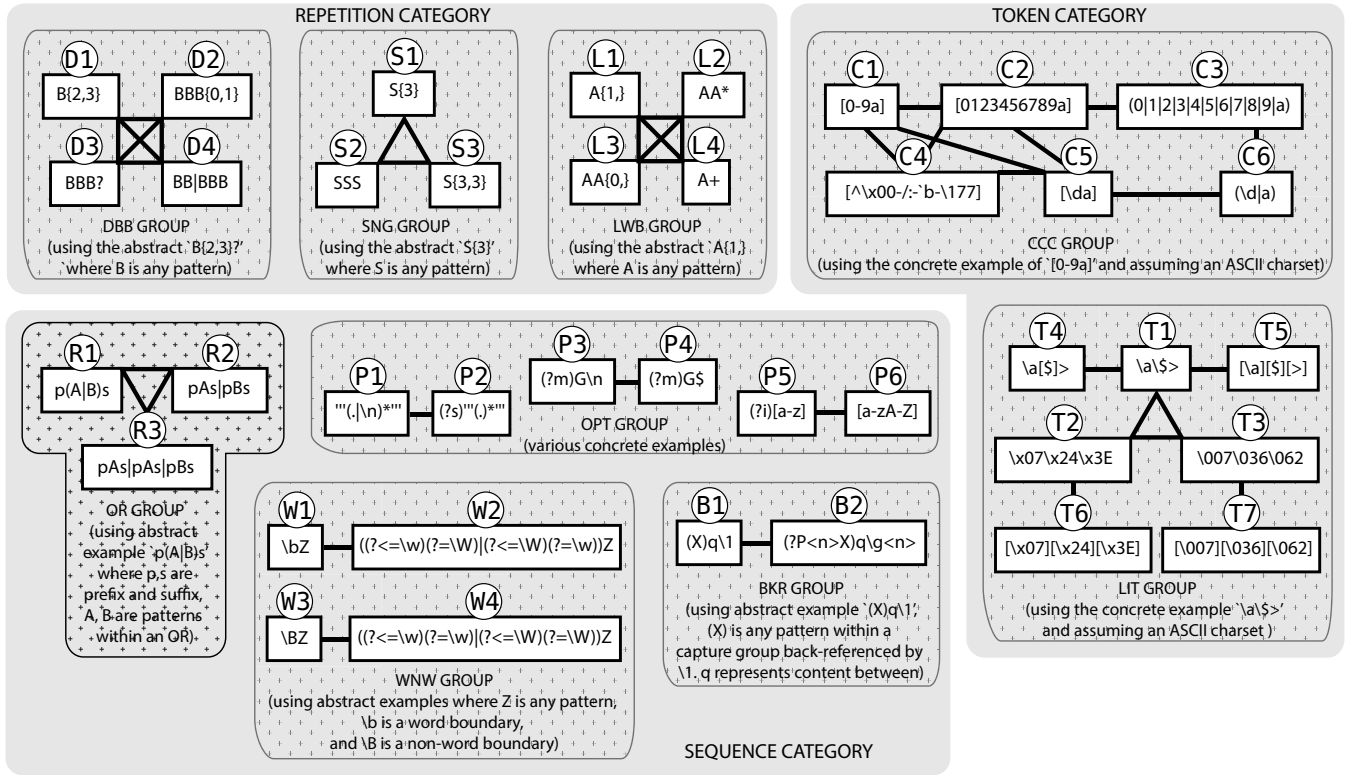 REPETITION CATEGORY
D1
D2
B{2,3}
BBB{0,1}
D3
D4
BBB?
BB|BBB
DBB GROUP
(using the abstract `B{2,3}?'
`where B is any pattern)
S1
S{3}
S2
S3
SSS
S{3,3}
SNG GROUP
(using the abstract `S{3}'
where S is any pattern)
L1
L2
A{1,}
AA*
L3
L4
AA{0,}
A+
LWB GROUP
(using the abstract `A{1,}
where A is any pattern)
TOKEN CATEGORY
C1
C2
C3
[0-9a]
[0123456789a]
(0|1|2|3|4|5|6|7|8|9|a)
C4
C5
C6
[^\x00-/:-`b-\177]
[\da]
(\d|a)
CCC GROUP
(using the concrete example of `[0-9a]' and assuming an ASCII charset)
T4
T1
T5
\a[$]>
\a\$>
[\a][$][>]
T2
T3
\x07\x24\x3E
\007\036\062
T6
T7
[\x07][\x24][\x3E]
[\007][\036][\062]
LIT GROUP
(using the concrete example `\a\$>'
and assuming an ASCII charset )
R1
R2
p(A|B)s
pAs|pBs
R3
pAs|pAs|pBs
OR GROUP
(using abstract
example `p(A|B)s'
where p,s are
prefix and suffix,
A, B are patterns
within an OR)
P1
P2
"'"(.|\n)*'"
(?s)'"(.)*'"
P3
P4
(?m)G\n
(?m)G$
P5
P6
(?i)[a-z]
[a-zA-Z]
OPT GROUP
(various concrete examples)
W1
W2
\bZ
((?<=\w)(?=\W)|(?<=\W)(?=\w))Z
W3
W4
\BZ
((?<=\w)(?=\w)|(?<=\W)(?=\W))Z
WNW GROUP
(using abstract examples where Z is any pattern,
\b is a word boundary,
and \B is a non-word boundary)
B1
B2
(X)q\1
(?P<n>X)q\g<n>
BKR GROUP
(using abstract example `(X)q\1',
(X) is any pattern within a
capture group back-referenced by
\1. q represents content between)
SEQUENCE CATEGORY